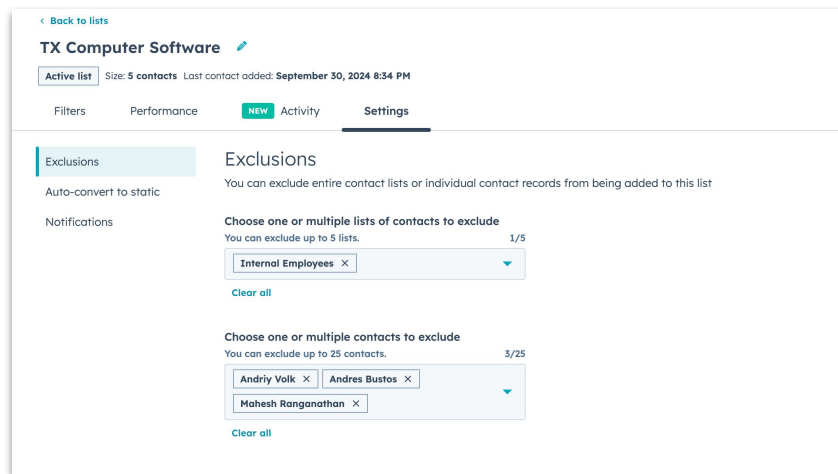 ‹ Back to lists
TX Computer Software
Active list Size: 5 contacts Last contact added: September 30, 2024 8:34 PM
Filters Performance NEW Activity Settings
Exclusions
Auto-convert to static
Notifications
Exclusions
You can exclude entire contact lists or individual contact records from being added to this list
Choose one or multiple lists of contacts to exclude
You can exclude up to 5 lists. 1/5
Internal Employees ×
Clear all
Choose one or multiple contacts to exclude
You can exclude up to 25 contacts. 3/25
Andriy Volk × Andres Bustos ×
Mahesh Ranganathan ×
Clear all